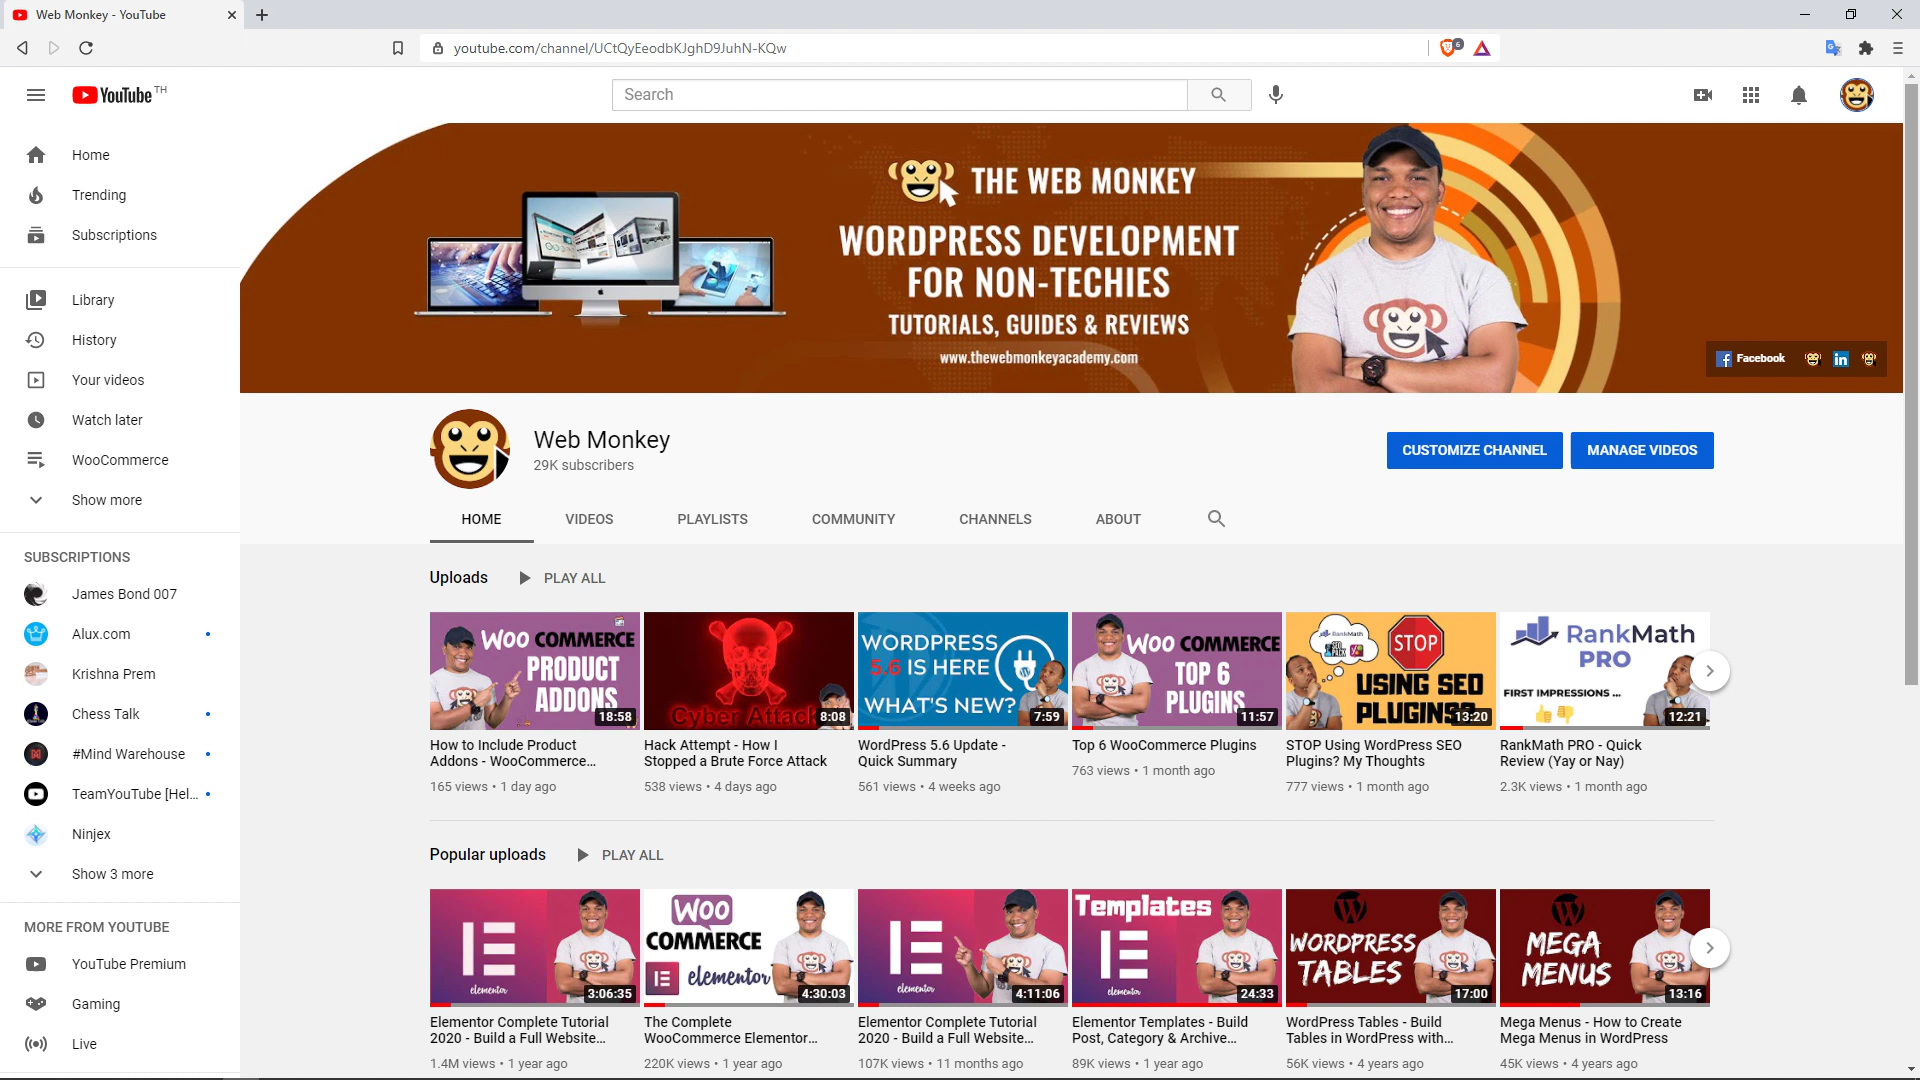 Web Monkey - YouTube
youtube.com/channel/UCtQyEeodbKJghD9JuhN-KQw
6
YouTube TH
Search
Home
Trending
Subscriptions
Library
History
Your videos
Watch later
WooCommerce
Show more
SUBSCRIPTIONS
James Bond 007
Alux.com
Krishna Prem
Chess Talk
#Mind Warehouse
TeamYouTube [Hel...
Ninjex
Show 3 more
MORE FROM YOUTUBE
YouTube Premium
Gaming
Live
THE WEB MONKEY
WORDPRESS DEVELOPMENT
FOR NON-TECHIES
TUTORIALS, GUIDES & REVIEWS
www.thewebmonkeyacademy.com
Facebook
in
Web Monkey
29K subscribers
CUSTOMIZE CHANNEL
MANAGE VIDEOS
HOME VIDEOS PLAYLISTS COMMUNITY CHANNELS ABOUT
Uploads PLAY ALL
WOO COMMERCE
PRODUCT
ADDONS
18:58
How to Include Product
Addons - WooCommerce...
165 views • 1 day ago
Cyber Attack
8:08
Hack Attempt - How I
Stopped a Brute Force Attack
538 views • 4 days ago
WORDPRESS
5.6 IS HERE
WHAT'S NEW?
7:59
WordPress 5.6 Update -
Quick Summary
561 views • 4 weeks ago
WOO COMMERCE
TOP 6
PLUGINS
11:57
Top 6 WooCommerce Plugins
763 views • 1 month ago
RankMath
STOP
USING SEO
PLUGINS?
13:20
STOP Using WordPress SEO
Plugins? My Thoughts
777 views • 1 month ago
RankMath
PRO
FIRST IMPRESSIONS ...
12:21
RankMath PRO - Quick
Review (Yay or Nay)
2.3K views • 1 month ago
Popular uploads PLAY ALL
elementor
3:06:35
Elementor Complete Tutorial
2020 - Build a Full Website...
1.4M views • 1 year ago
WOO
COMMERCE
elementor
4:30:03
The Complete
WooCommerce Elementor...
220K views • 1 year ago
elementor
4:11:06
Elementor Complete Tutorial
2020 - Build a Full Website...
107K views • 11 months ago
Templates
elementor
24:33
Elementor Templates - Build
Post, Category & Archive...
89K views • 1 year ago
WORDPRESS
TABLES
17:00
WordPress Tables - Build
Tables in WordPress with...
56K views • 4 years ago
MEGA
MENUS
13:16
Mega Menus - How to Create
Mega Menus in WordPress
45K views • 4 years ago